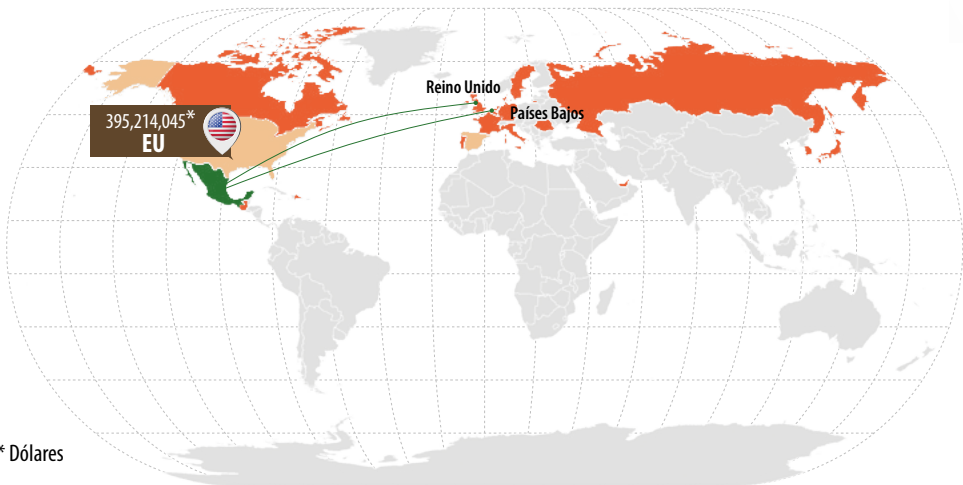 Reino Unido
Países Bajos
395,214,045*
EU
* Dólares